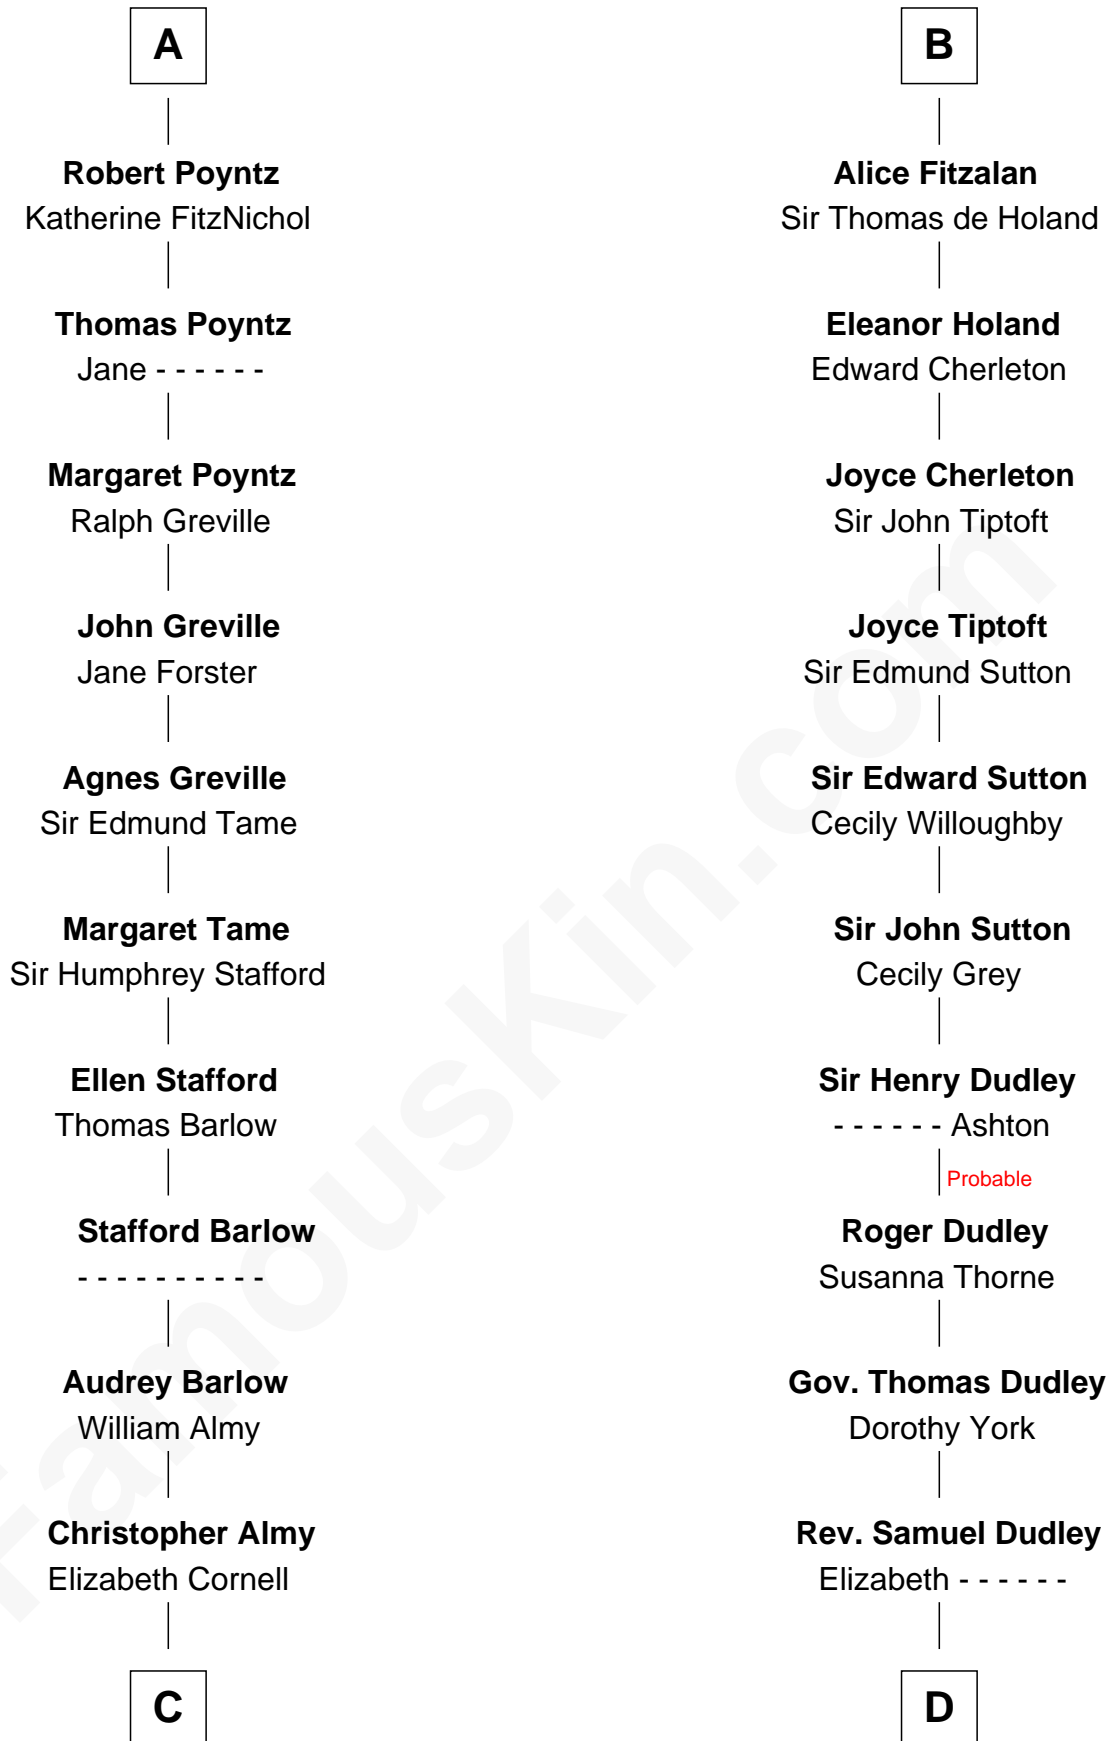 A
Robert Poyntz
Katherine FitzNichol
Thomas Poyntz
Jane - - - - - -
Margaret Poyntz
Ralph Greville
John Greville
Jane Forster
Agnes Greville
Sir Edmund Tame
Margaret Tame
Sir Humphrey Stafford
Ellen Stafford
Thomas Barlow
Stafford Barlow
- - - - - - - - - -
Audrey Barlow
William Almy
Christopher Almy
Elizabeth Cornell
C
B
Alice Fitzalan
Sir Thomas de Holand
Eleanor Holand
Edward Cherleton
Joyce Cherleton
Sir John Tiptoft
Joyce Tiptoft
Sir Edmund Sutton
Sir Edward Sutton
Cecily Willoughby
Sir John Sutton
Cecily Grey
Sir Henry Dudley
- - - - - - Ashton
Probable
Roger Dudley
Susanna Thorne
Gov. Thomas Dudley
Dorothy York
Rev. Samuel Dudley
Elizabeth - - - - - -
D
FamousKin.com